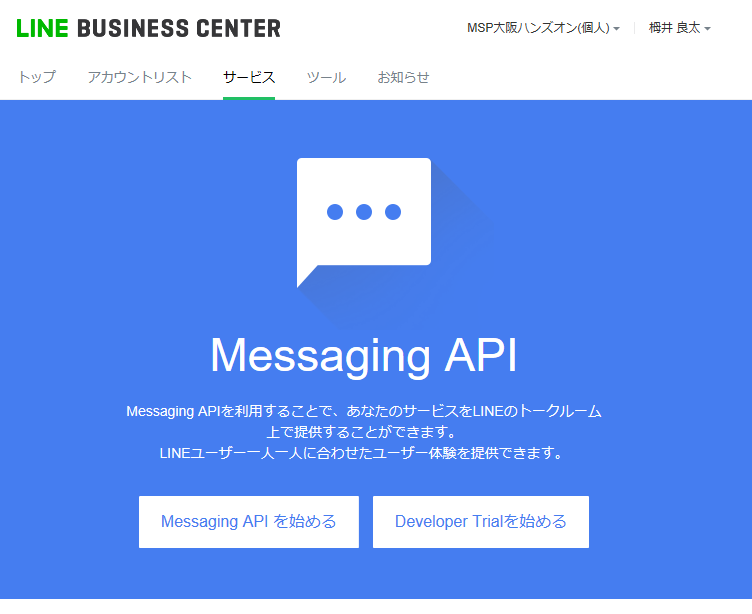 LINE BUSINESS CENTER
MSP大阪ハンズオン(個人)
栂井 良太
トップ
アカウントリスト
サービス
ツール
お知らせ
Messaging API
Messaging APIを利用することで、あなたのサービスをLINEのトークルーム
上で提供することができます。
LINEユーザー一人一人に合わせたユーザー体験を提供できます。
Messaging API を始める
Developer Trialを始める